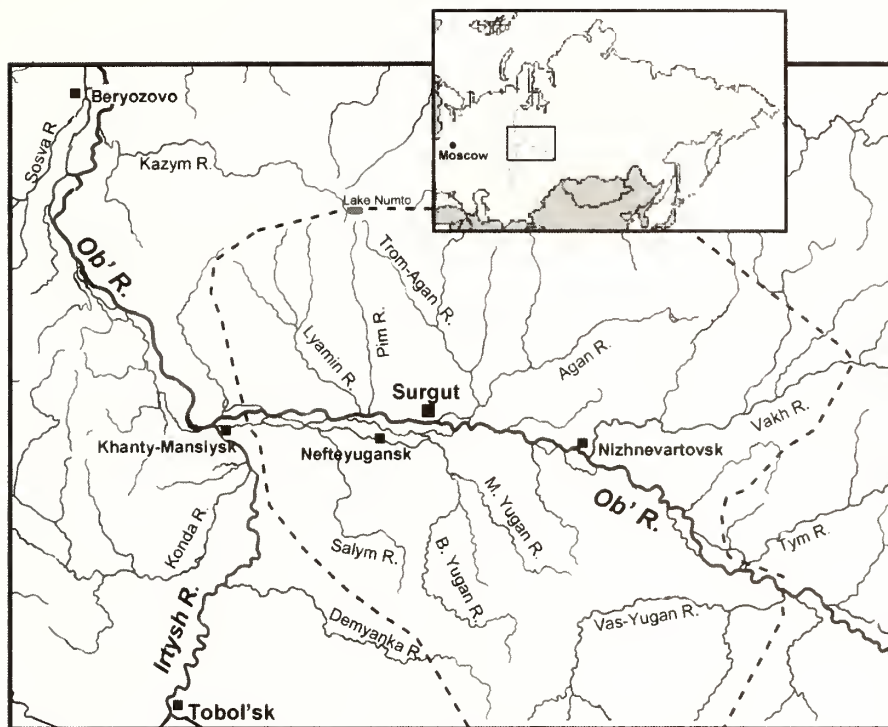 Moscow
Beryozovo
Sosva R
Kazym R.
Lake Numto
Ob' R.
Trom-Agan R.
Lyamin R.
Pim R.
Agan R.
Surgut
Vakh R.
Khanty-Mansiysk
Nefteyugansk
Nizhnevartovsk
Ob' R.
Konda R.
Salym R.
M. Yugan R.
B. Yugan R.
Tym R.
Irtysh R.
Demyanka R.
Vas-Yugan R.
Tobol'sk